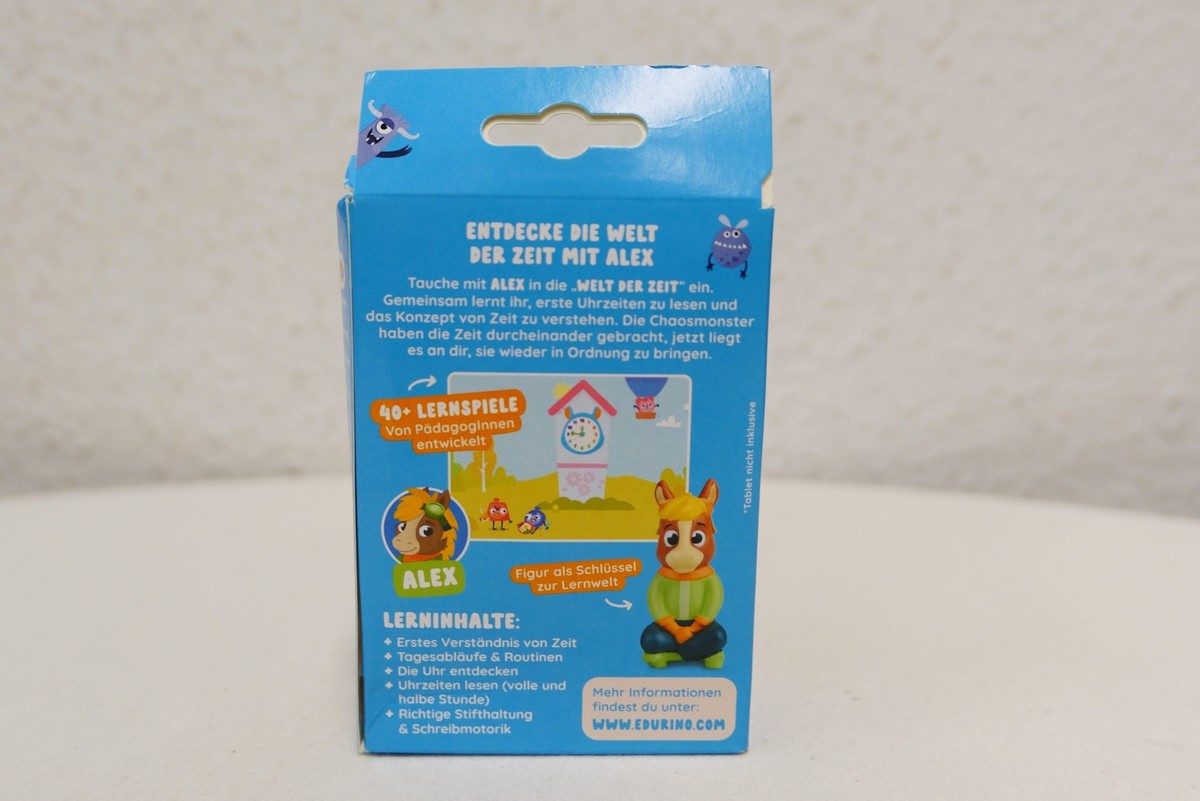 ENTDECKE DIE WELT
DER ZEIT MIT ALEX
Tauche mit ALEX in die „WELT DER ZEIT“ ein.
Gemeinsam lernt ihr, erste Uhrzeiten zu lesen und
das Konzept von Zeit zu verstehen. Die Chaosmonster
haben die Zeit durcheinander gebracht, jetzt liegt
es an dir, sie wieder in Ordnung zu bringen.
40+ LERNSPIELE
Von PädagogInnen
entwickelt
*Tablet nicht inklusive
ALEX
Figur als Schlüssel
zur Lernwelt
LERNINHALTE:
+ Erstes Verständnis von Zeit
+ Tagesabläufe & Routinen
+ Die Uhr entdecken
+ Uhrzeiten lesen (volle und
halbe Stunde)
+ Richtige Stifthaltung
& Schreibmotorik
Mehr Informationen
findest du unter:
WWW.EDURINO.COM